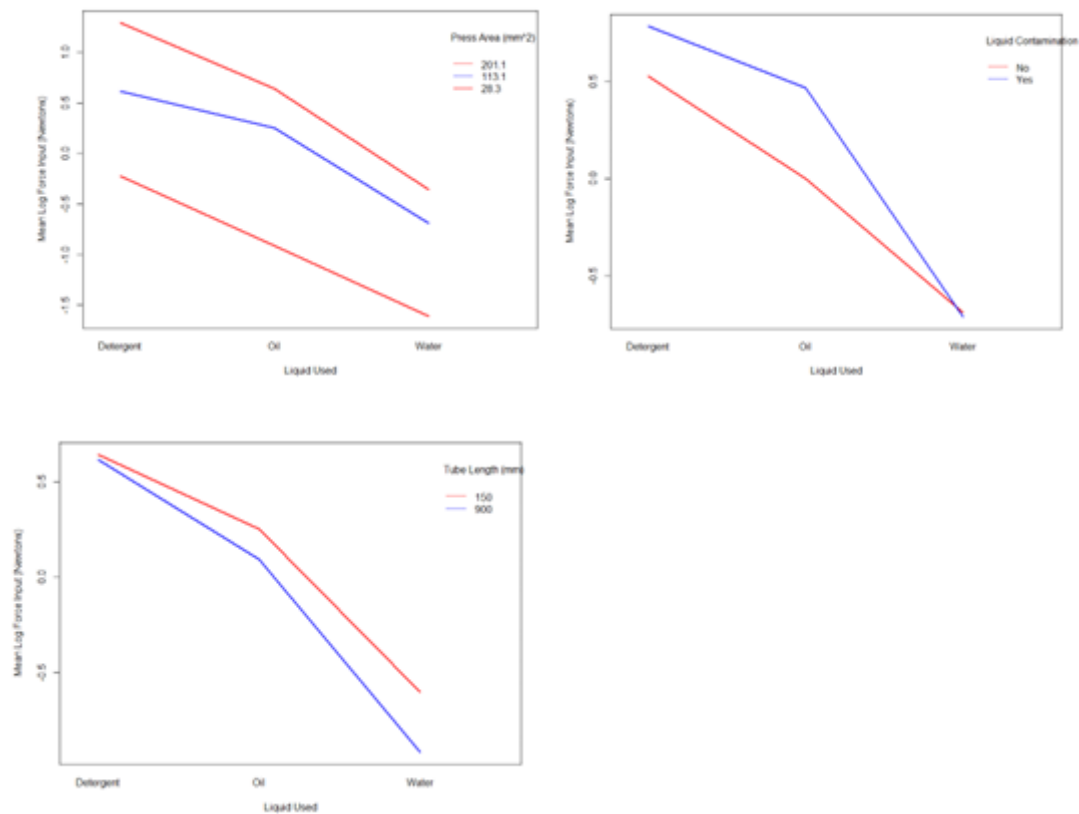 Press Area (mm^2)
201.1
113.1
28.3
Mean Log Force Input (Newtons)
1.0
0.5
0.0
-0.5
-1.0
-1.5
Detergent Oil Water
Liquid Used
Liquid Contamination
No
Yes
Mean Log Force Input (Newtons)
0.5
0.0
-0.5
Detergent Oil Water
Liquid Used
Tube Length (mm)
150
900
Mean Log Force Input (Newtons)
0.5
0.0
-0.5
Detergent Oil Water
Liquid Used